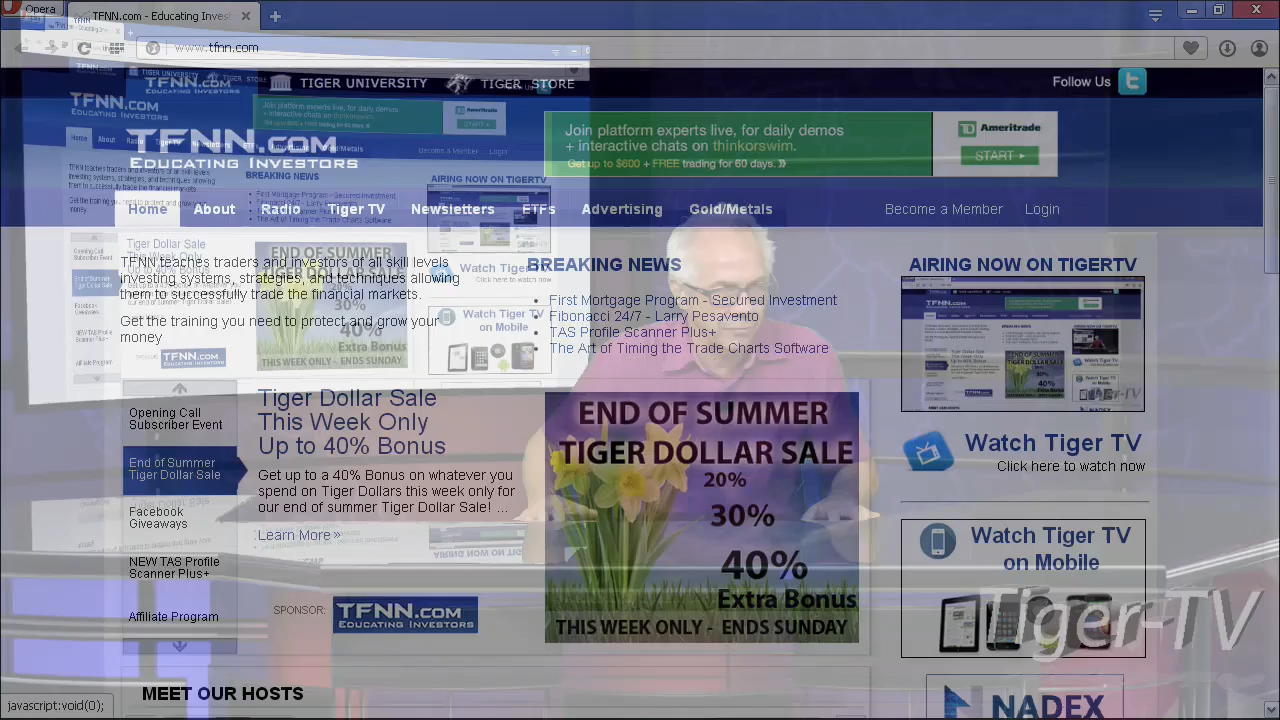 Opera
TFNN.com - Educating Inves
www.tfnn.com
TIGER UNIVERSITY
TIGER STORE
Follow Us
TFNN.com
EDUCATING INVESTORS
Join platform experts live, for daily demos
+ interactive chats on thinkorswim.
Get up to $600 + FREE trading for 60 days. »
Ameritrade
START ▸
Home About Radio Tiger TV Newsletters ETFs Advertising Gold/Metals
Become a Member Login
TFNN teaches traders and investors of all skill levels
investing systems, strategies, and techniques allowing
them to successfully trade the financial markets.
Get the training you need to protect and grow your
money.
BREAKING NEWS
First Mortgage Program - Secured Investment
Fibonacci 24/7 - Larry Pesavento
TAS Profile Scanner Plus+
The Art of Timing the Trade Charts Software
AIRING NOW ON TIGERTV
Watch Tiger TV
Click here to watch now
Opening Call
Subscriber Event
End of Summer
Tiger Dollar Sale
Facebook
Giveaways
NEW TAS Profile
Scanner Plus+
Affiliate Program
Tiger Dollar Sale
This Week Only
Up to 40% Bonus
Get up to a 40% Bonus on whatever you
spend on Tiger Dollars this week only for
our end of summer Tiger Dollar Sale! ...
Learn More »
SPONSOR:
TFNN.COM
EDUCATING INVESTORS
END OF SUMMER
TIGER DOLLAR SALE
20%
30%
40%
Extra Bonus
THIS WEEK ONLY - ENDS SUNDAY
Watch Tiger TV
on Mobile
Tiger-TV
MEET OUR HOSTS
NADEX
javascript:void(0);